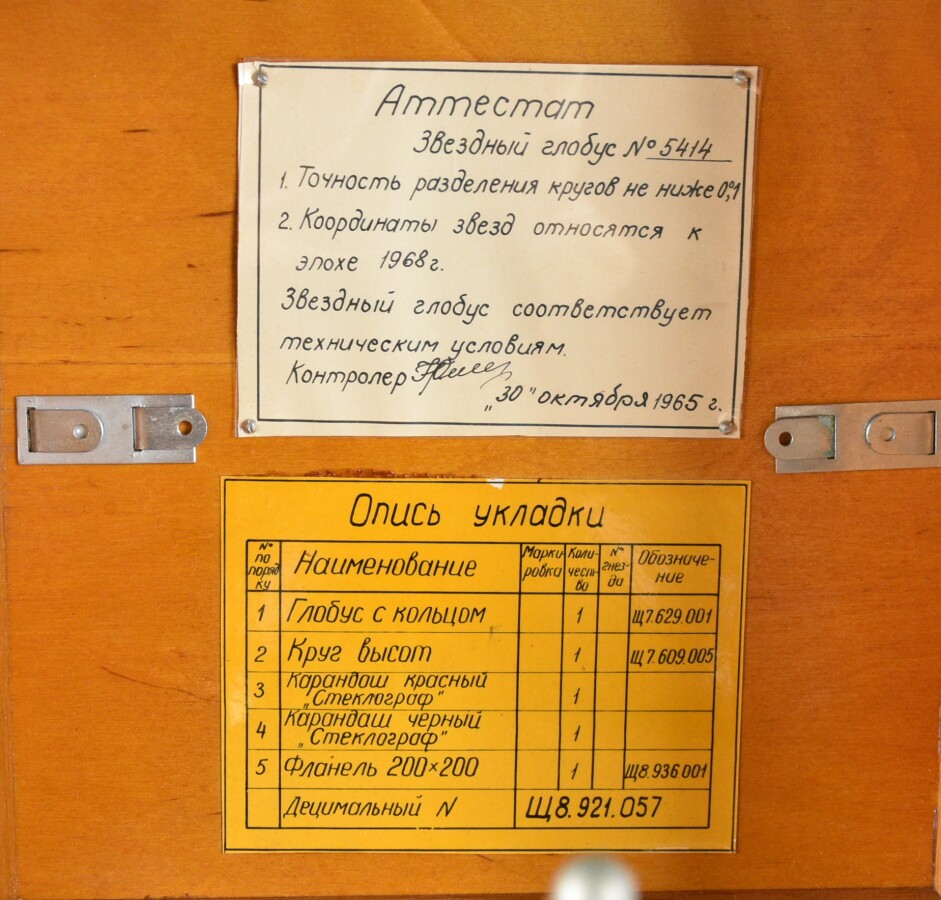 Аттестат
Звездный глобус № 5414
1. Точность разделения кругов не ниже 0°,1
2. Координаты звезд относятся к
эпохе 1968 г.
Звездный глобус соответствует
техническим условиям.
Контролер
„30" октября 1965 г.
Опись укладки
№ по порядку Наименование Маркировка Количество № гнезда Обозначение
1 Глобус с кольцом 1 Щ7.629.001
2 Круг высот 1 Щ7.609.005
3 Карандаш красный
„Стеклограф" 1
4 Карандаш черный
„Стеклограф" 1
5 Фланель 200×200 1 Щ8.936.001
Децимальный N Щ8.921.057